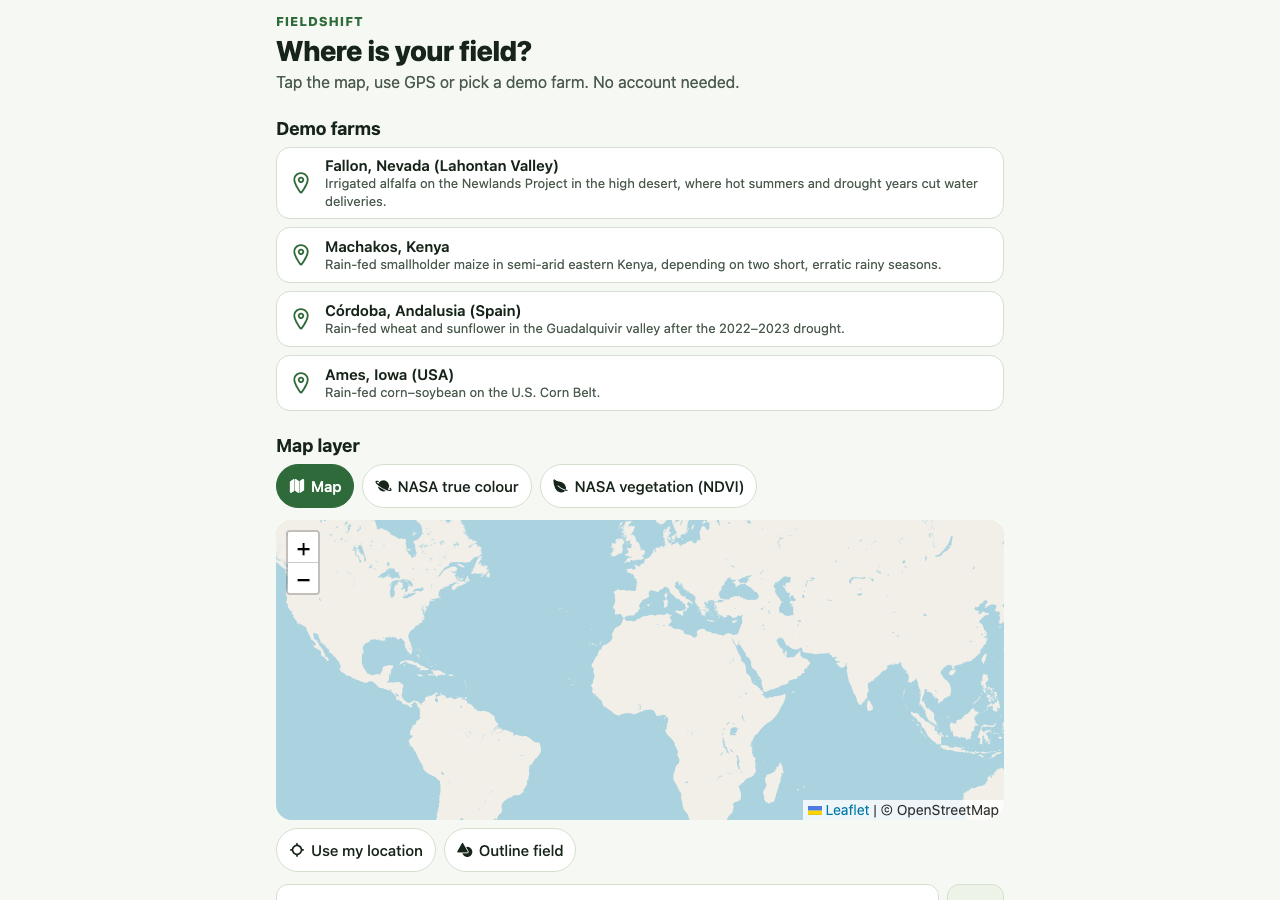 FIELDSHIFT
Where is your field?
Tap the map, use GPS or pick a demo farm. No account needed.
Demo farms
Fallon, Nevada (Lahontan Valley)
Irrigated alfalfa on the Newlands Project in the high desert, where hot summers and drought years cut water
deliveries.
Machakos, Kenya
Rain-fed smallholder maize in semi-arid eastern Kenya, depending on two short, erratic rainy seasons.
Córdoba, Andalusia (Spain)
Rain-fed wheat and sunflower in the Guadalquivir valley after the 2022–2023 drought.
Ames, Iowa (USA)
Rain-fed corn–soybean on the U.S. Corn Belt.
Map layer
Map NASA true colour NASA vegetation (NDVI)
+
−
Leaflet | © OpenStreetMap
Use my location Outline field